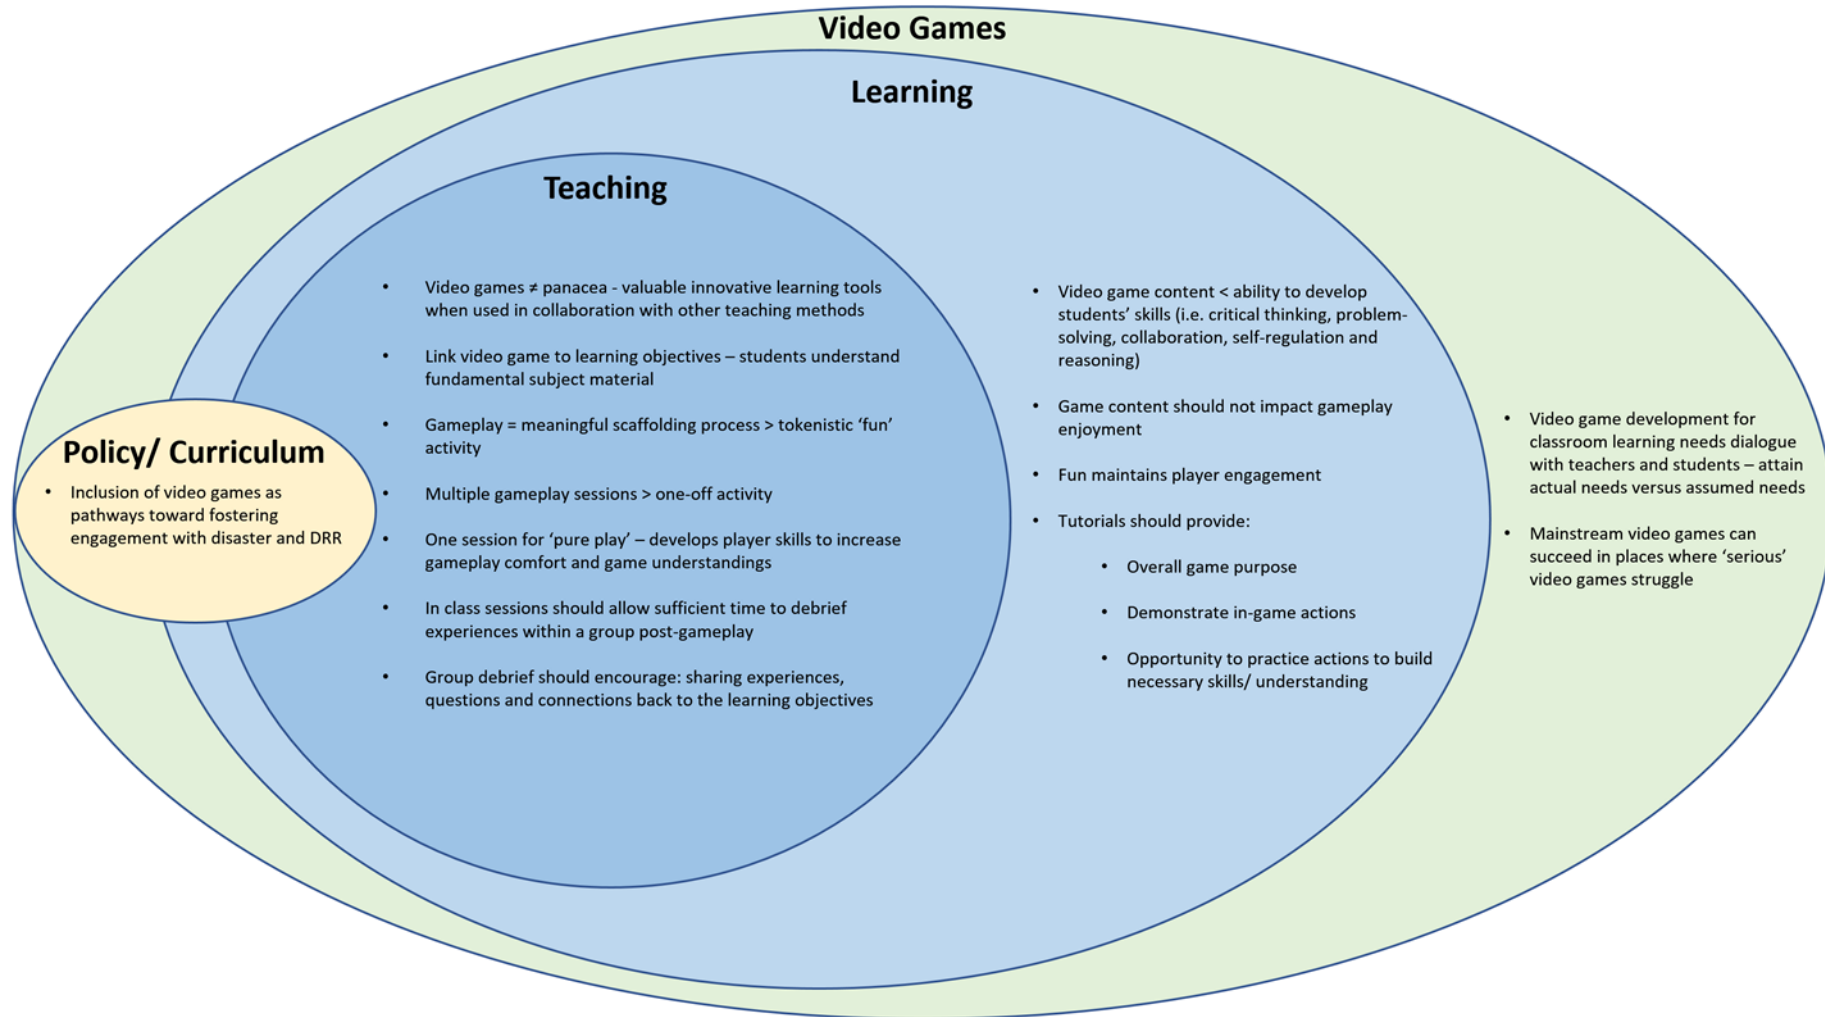 Video Games
Learning
Teaching
• Video games ≠ panacea - valuable innovative learning tools
when used in collaboration with other teaching methods
• Link video game to learning objectives – students understand
fundamental subject material
• Gameplay = meaningful scaffolding process > tokenistic ‘fun’
activity
• Multiple gameplay sessions > one-off activity
• One session for ‘pure play’ – develops player skills to increase
gameplay comfort and game understandings
• In class sessions should allow sufficient time to debrief
experiences within a group post-gameplay
• Group debrief should encourage: sharing experiences,
questions and connections back to the learning objectives
Policy/ Curriculum
• Inclusion of video games as
pathways toward fostering
engagement with disaster and DRR
• Video game content < ability to develop
students’ skills (i.e. critical thinking, problem-
solving, collaboration, self-regulation and
reasoning)
• Game content should not impact gameplay
enjoyment
• Fun maintains player engagement
• Tutorials should provide:
• Overall game purpose
• Demonstrate in-game actions
• Opportunity to practice actions to build
necessary skills/ understanding
• Video game development for
classroom learning needs dialogue
with teachers and students – attain
actual needs versus assumed needs
• Mainstream video games can
succeed in places where ‘serious’
video games struggle